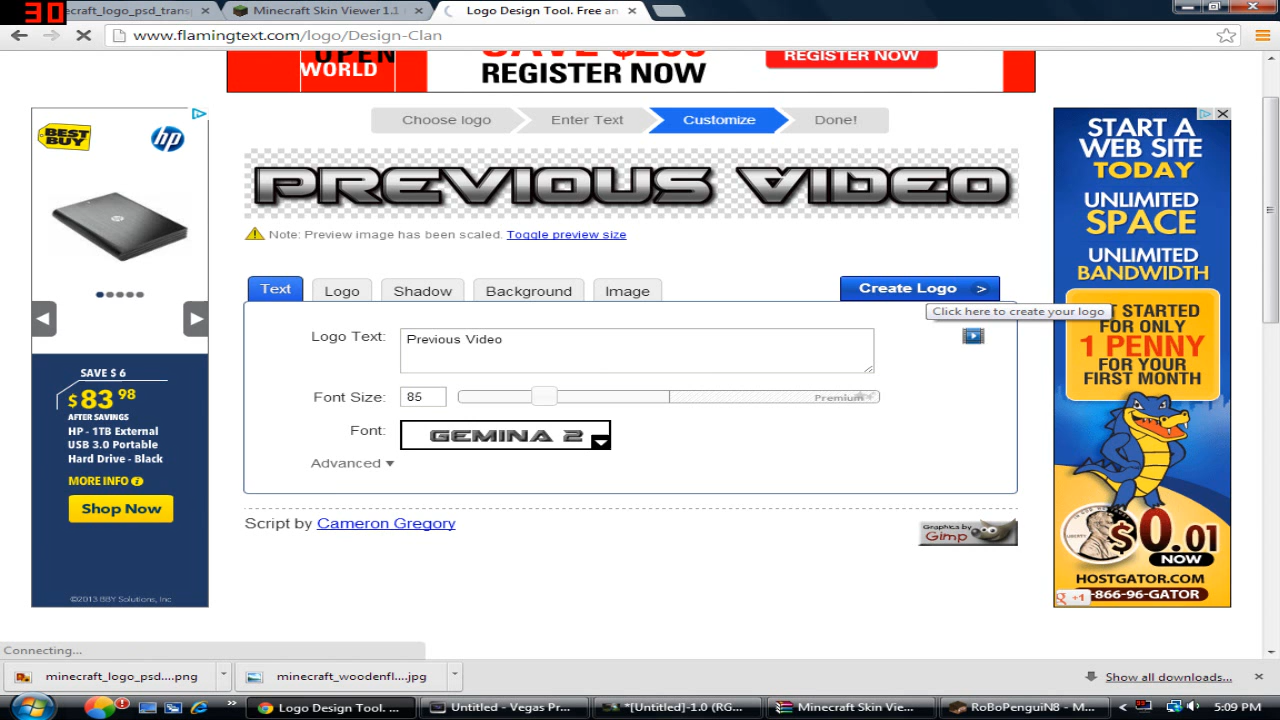 30
ecraft_logo_psd_trans
Minecraft Skin Viewer 1.1
Logo Design Tool. Free an
www.flamingtext.com/logo/Design-Clan
OPEN
WORLD
REGISTER NOW
REGISTER NOW
Choose logo
Enter Text
Customize
Done!
PREVIOUS VIDEO
Note: Preview image has been scaled. Toggle preview size
Text
Logo
Shadow
Background
Image
Create Logo >
Click here to create your logo
Logo Text:
Previous Video
Font Size:
85
Premium
Font:
GEMINA 2
Advanced
Script by Cameron Gregory
Graphics by
Gimp
BEST
BUY
hp
SAVE $ 6
$ 83 98
AFTER SAVINGS
HP - 1TB External
USB 3.0 Portable
Hard Drive - Black
MORE INFO
Shop Now
©2013 BBY Solutions, Inc
START A
WEB SITE
TODAY
UNLIMITED
SPACE
UNLIMITED
BANDWIDTH
STARTED
FOR ONLY
1 PENNY
FOR YOUR
FIRST MONTH
$0.01
NOW
HOSTGATOR.COM
-866-96-GATOR
+1
Connecting...
minecraft_logo_psd....png
minecraft_woodenfl....jpg
Show all downloads...
Logo Design Tool. ...
Untitled - Vegas Pr...
*[Untitled]-1.0 (RG...
Minecraft Skin Vie...
RoBoPenguiN8 - M...
5:09 PM